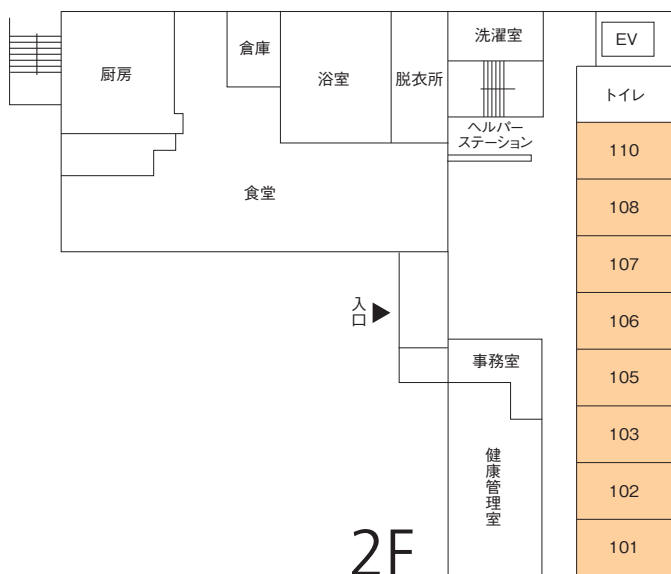 洗濯室
EV
倉庫
厨房
浴室
脱衣所
トイレ
ヘルパー
ステーション
110
食堂
108
107
入口
106
事務室
105
103
健康管理室
102
2F
101